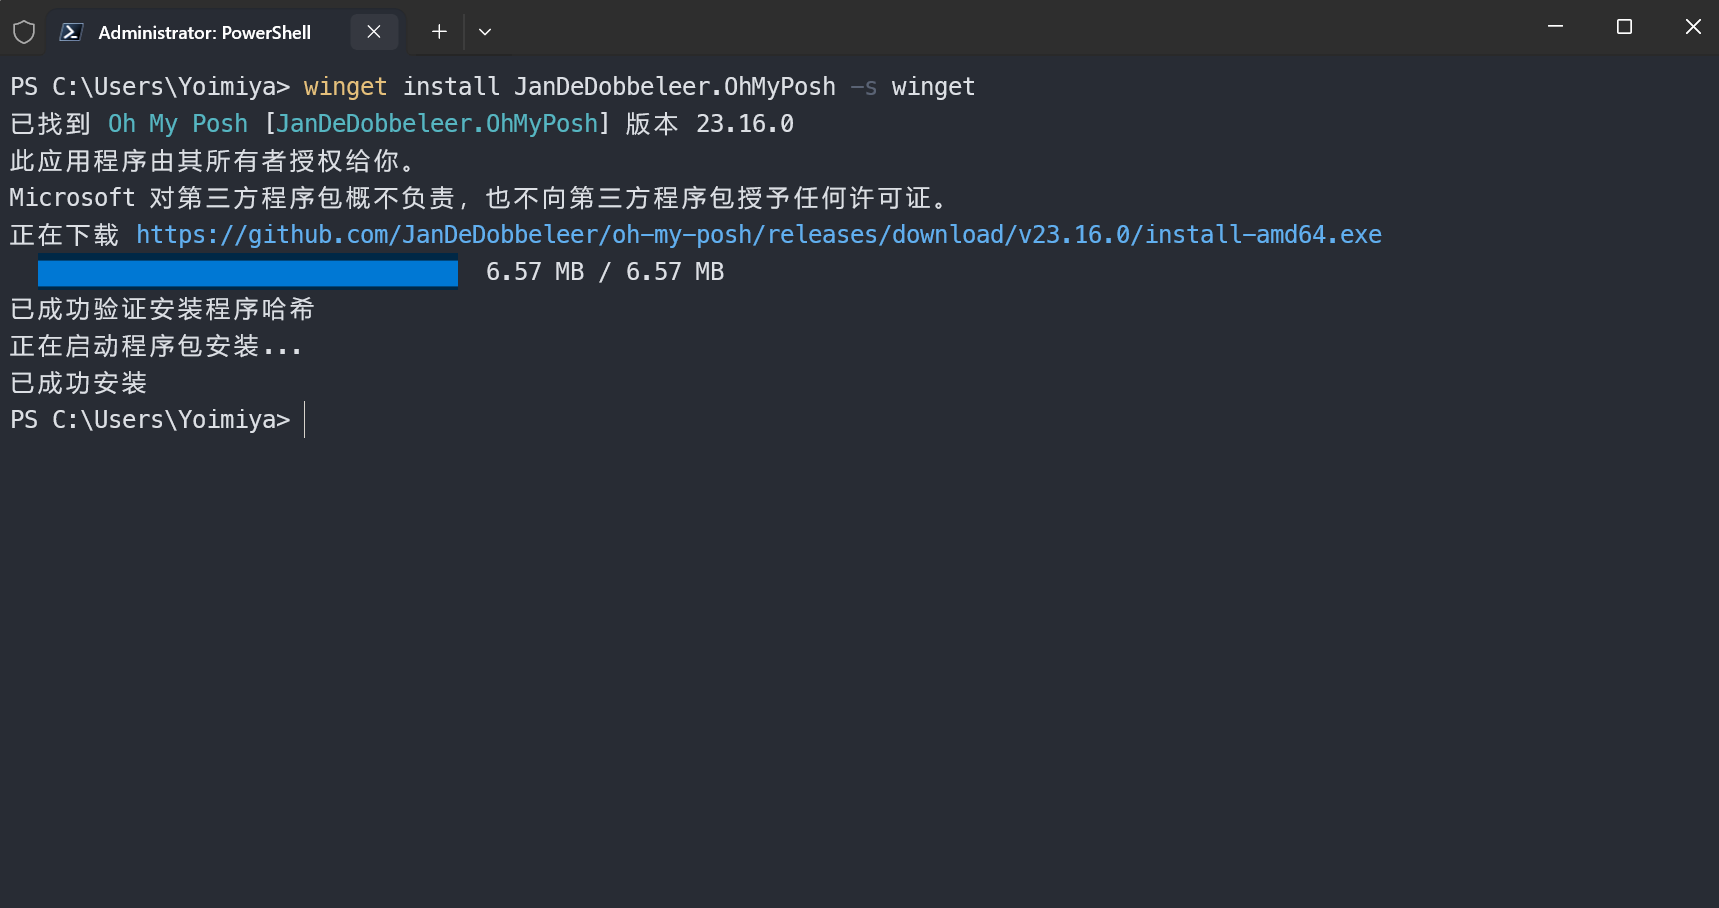 Administrator: PowerShell
PS C:\Users\Yoimiya> winget install JanDeDobbeleer.OhMyPosh -s winget
已找到 Oh My Posh [JanDeDobbeleer.OhMyPosh] 版本 23.16.0
此应用程序由其所有者授权给你。
Microsoft 对第三方程序包概不负责，也不向第三方程序包授予任何许可证。
正在下载 https://github.com/JanDeDobbeleer/oh-my-posh/releases/download/v23.16.0/install-amd64.exe
6.57 MB / 6.57 MB
已成功验证安装程序哈希
正在启动程序包安装...
已成功安装
PS C:\Users\Yoimiya>